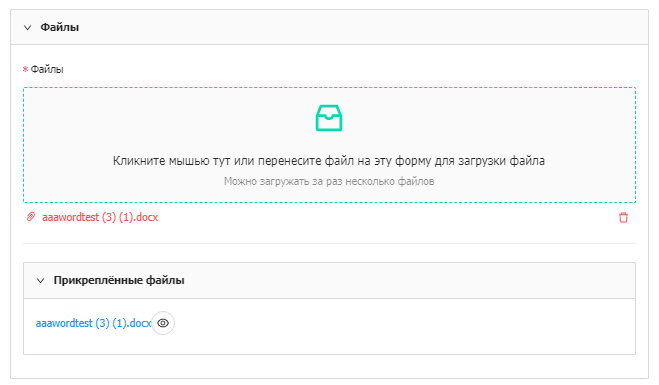 Файлы
* Файлы
Кликните мышью тут или перенесите файл на эту форму для загрузки файла
Можно загружать за раз несколько файлов
aaawordtest (3) (1).docx
Прикреплённые файлы
aaawordtest (3) (1).docx